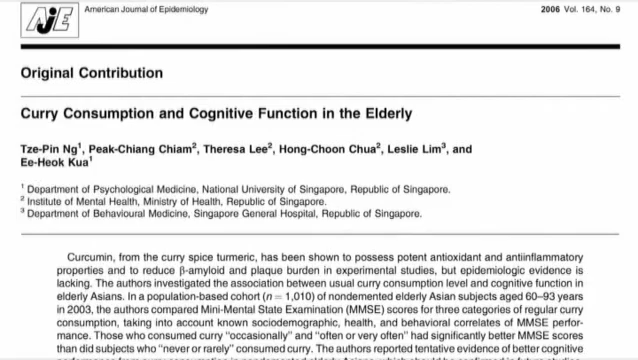 AJE
American Journal of Epidemiology
2006 Vol. 164, No. 9
Original Contribution
Curry Consumption and Cognitive Function in the Elderly
Tze-Pin Ng1, Peak-Chiang Chiam2, Theresa Lee2, Hong-Choon Chua2, Leslie Lim3, and
Ee-Heok Kua1
1 Department of Psychological Medicine, National University of Singapore, Republic of Singapore.
2 Institute of Mental Health, Ministry of Health, Republic of Singapore.
3 Department of Behavioural Medicine, Singapore General Hospital, Republic of Singapore.
Curcumin, from the curry spice turmeric, has been shown to possess potent antioxidant and antiinflammatory
properties and to reduce β-amyloid and plaque burden in experimental studies, but epidemiologic evidence is
lacking. The authors investigated the association between usual curry consumption level and cognitive function in
elderly Asians. In a population-based cohort (n = 1,010) of nondemented elderly Asian subjects aged 60–93 years
in 2003, the authors compared Mini-Mental State Examination (MMSE) scores for three categories of regular curry
consumption, taking into account known sociodemographic, health, and behavioral correlates of MMSE perfor-
mance. Those who consumed curry "occasionally" and "often or very often" had significantly better MMSE scores
than did subjects who "never or rarely" consumed curry. The authors reported tentative evidence of better cognitive